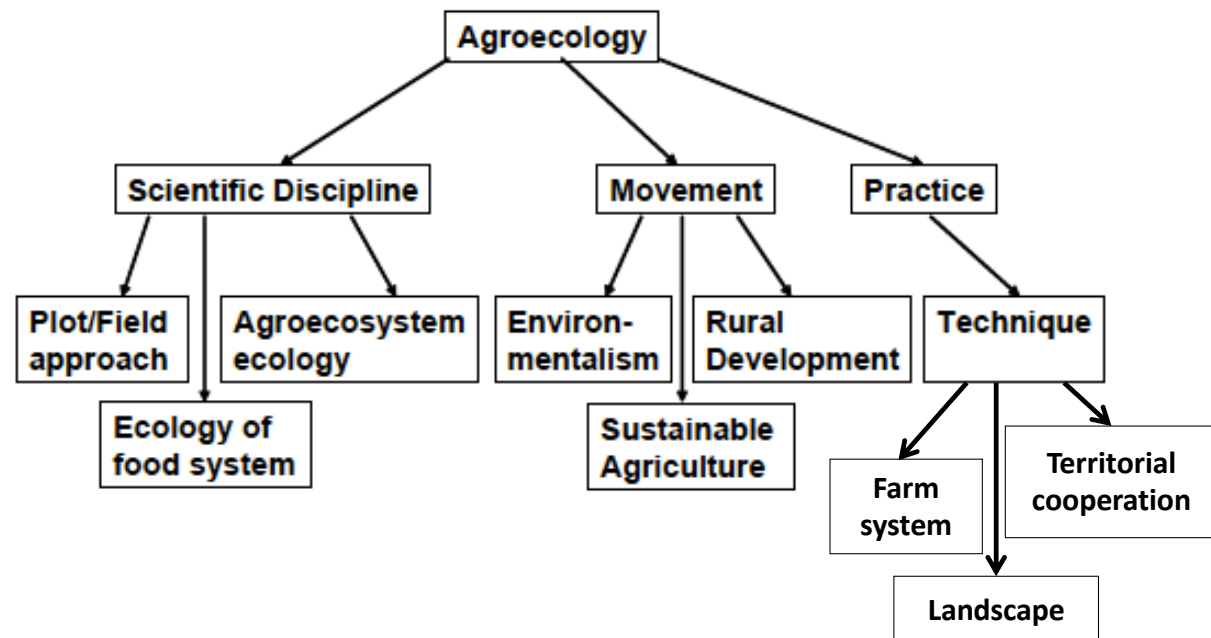 Agroecology
Scientific Discipline
Movement
Practice
Plot/Field
approach
Agroecosystem
ecology
Environ-
mentalism
Rural
Development
Technique
Ecology of
food system
Sustainable
Agriculture
Farm
system
Territorial
cooperation
Landscape